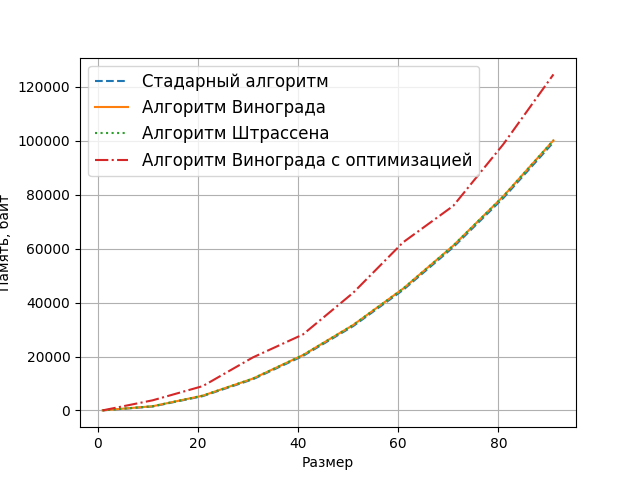 Стадарный алгоритм
Алгоритм Винограда
Алгоритм Штрассена
Алгоритм Винограда с оптимизацией
120000
100000
80000
60000
40000
20000
0
Память, байт
0 20 40 60 80
Размер